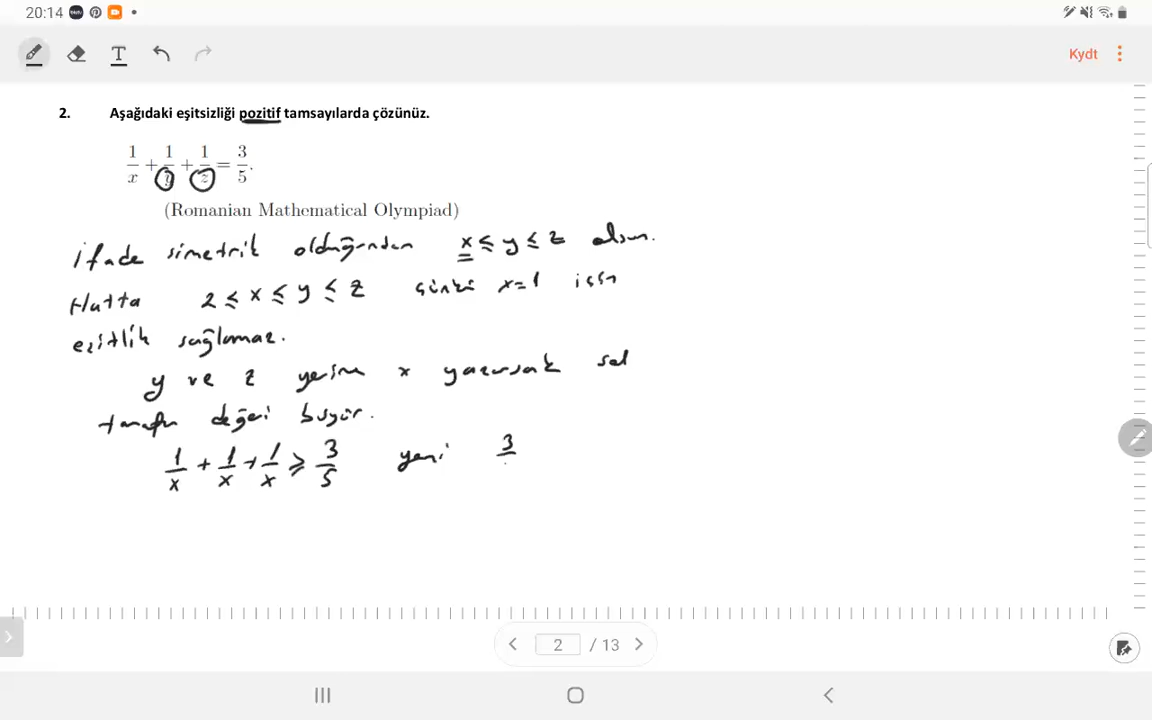 20:14
Kydt
2. Aşağıdaki eşitsizliği pozitif tamsayılarda çözünüz.
1/x + 1/y + 1/z = 3/5.
(Romanian Mathematical Olympiad)
ifade simetrik olduğundan x ≤ y ≤ z olsun.
Hatta 2 ≤ x ≤ y ≤ z çünkü x=1 için
eşitlik sağlamaz.
y ve z yerine x yazarsak sol
tarafın değeri büyür.
1/x + 1/x + 1/x ≥ 3/5 yani 3
2 / 13